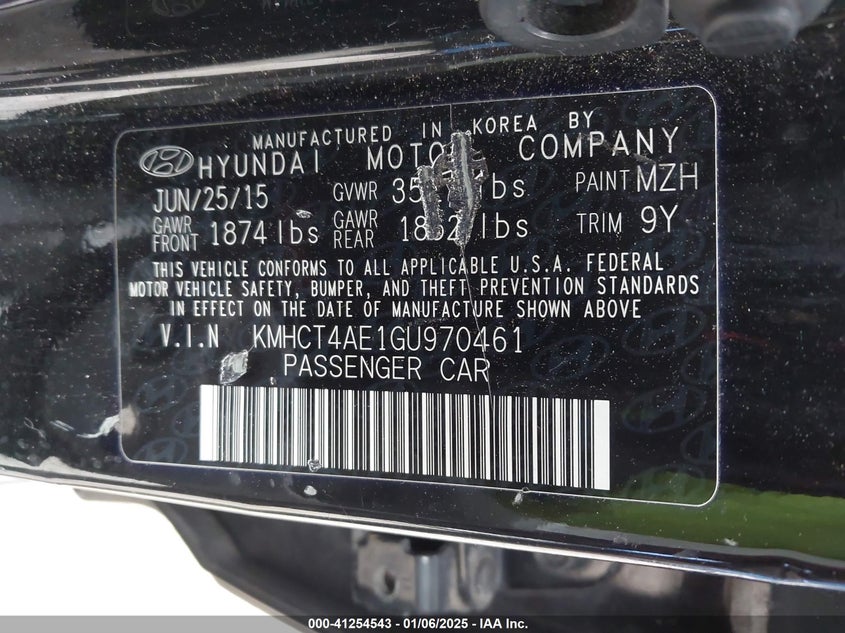 MANUFACTURED IN KOREA BY
HYUNDAI MOTOR COMPANY
JUN/25/15 GVWR lbs PAINT MZH
GAWR FRONT 1874 lbs GAWR REAR lbs TRIM 9Y
THIS VEHICLE CONFORMS TO ALL APPLICABLE U.S.A. FEDERAL
MOTOR VEHICLE SAFETY, BUMPER, AND THEFT PREVENTION STANDARDS
IN EFFECT ON THE DATE OF MANUFACTURE SHOWN ABOVE
V.I.N KMHCT4AE1GU970461
PASSENGER CAR
000-41254543 — 01/06/2025 — IAA Inc.